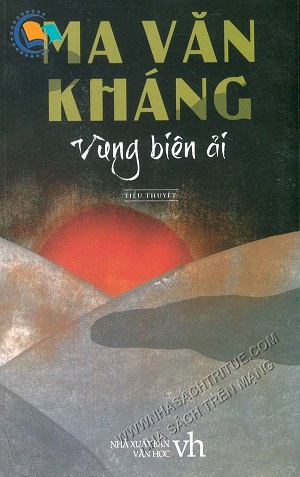 MA VĂN
KHÁNG
Vùng biên ải
TIỂU THUYẾT
WWW.NHASACHTRITUE.COM
NHÀ SÁCH TRÊN MẠNG
NHÀ XUẤT BẢN
VĂN HỌC
vh